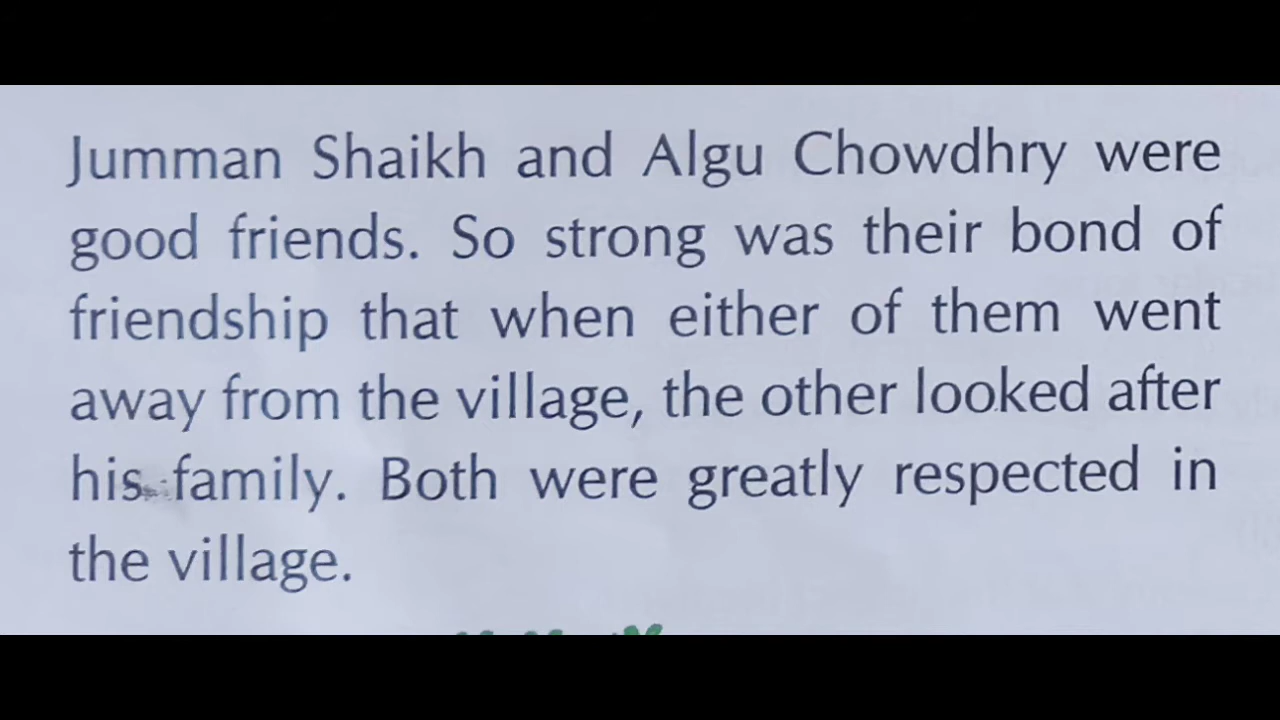 Jumman Shaikh and Algu Chowdhry were
good friends. So strong was their bond of
friendship that when either of them went
away from the village, the other looked after
his family. Both were greatly respected in
the village.